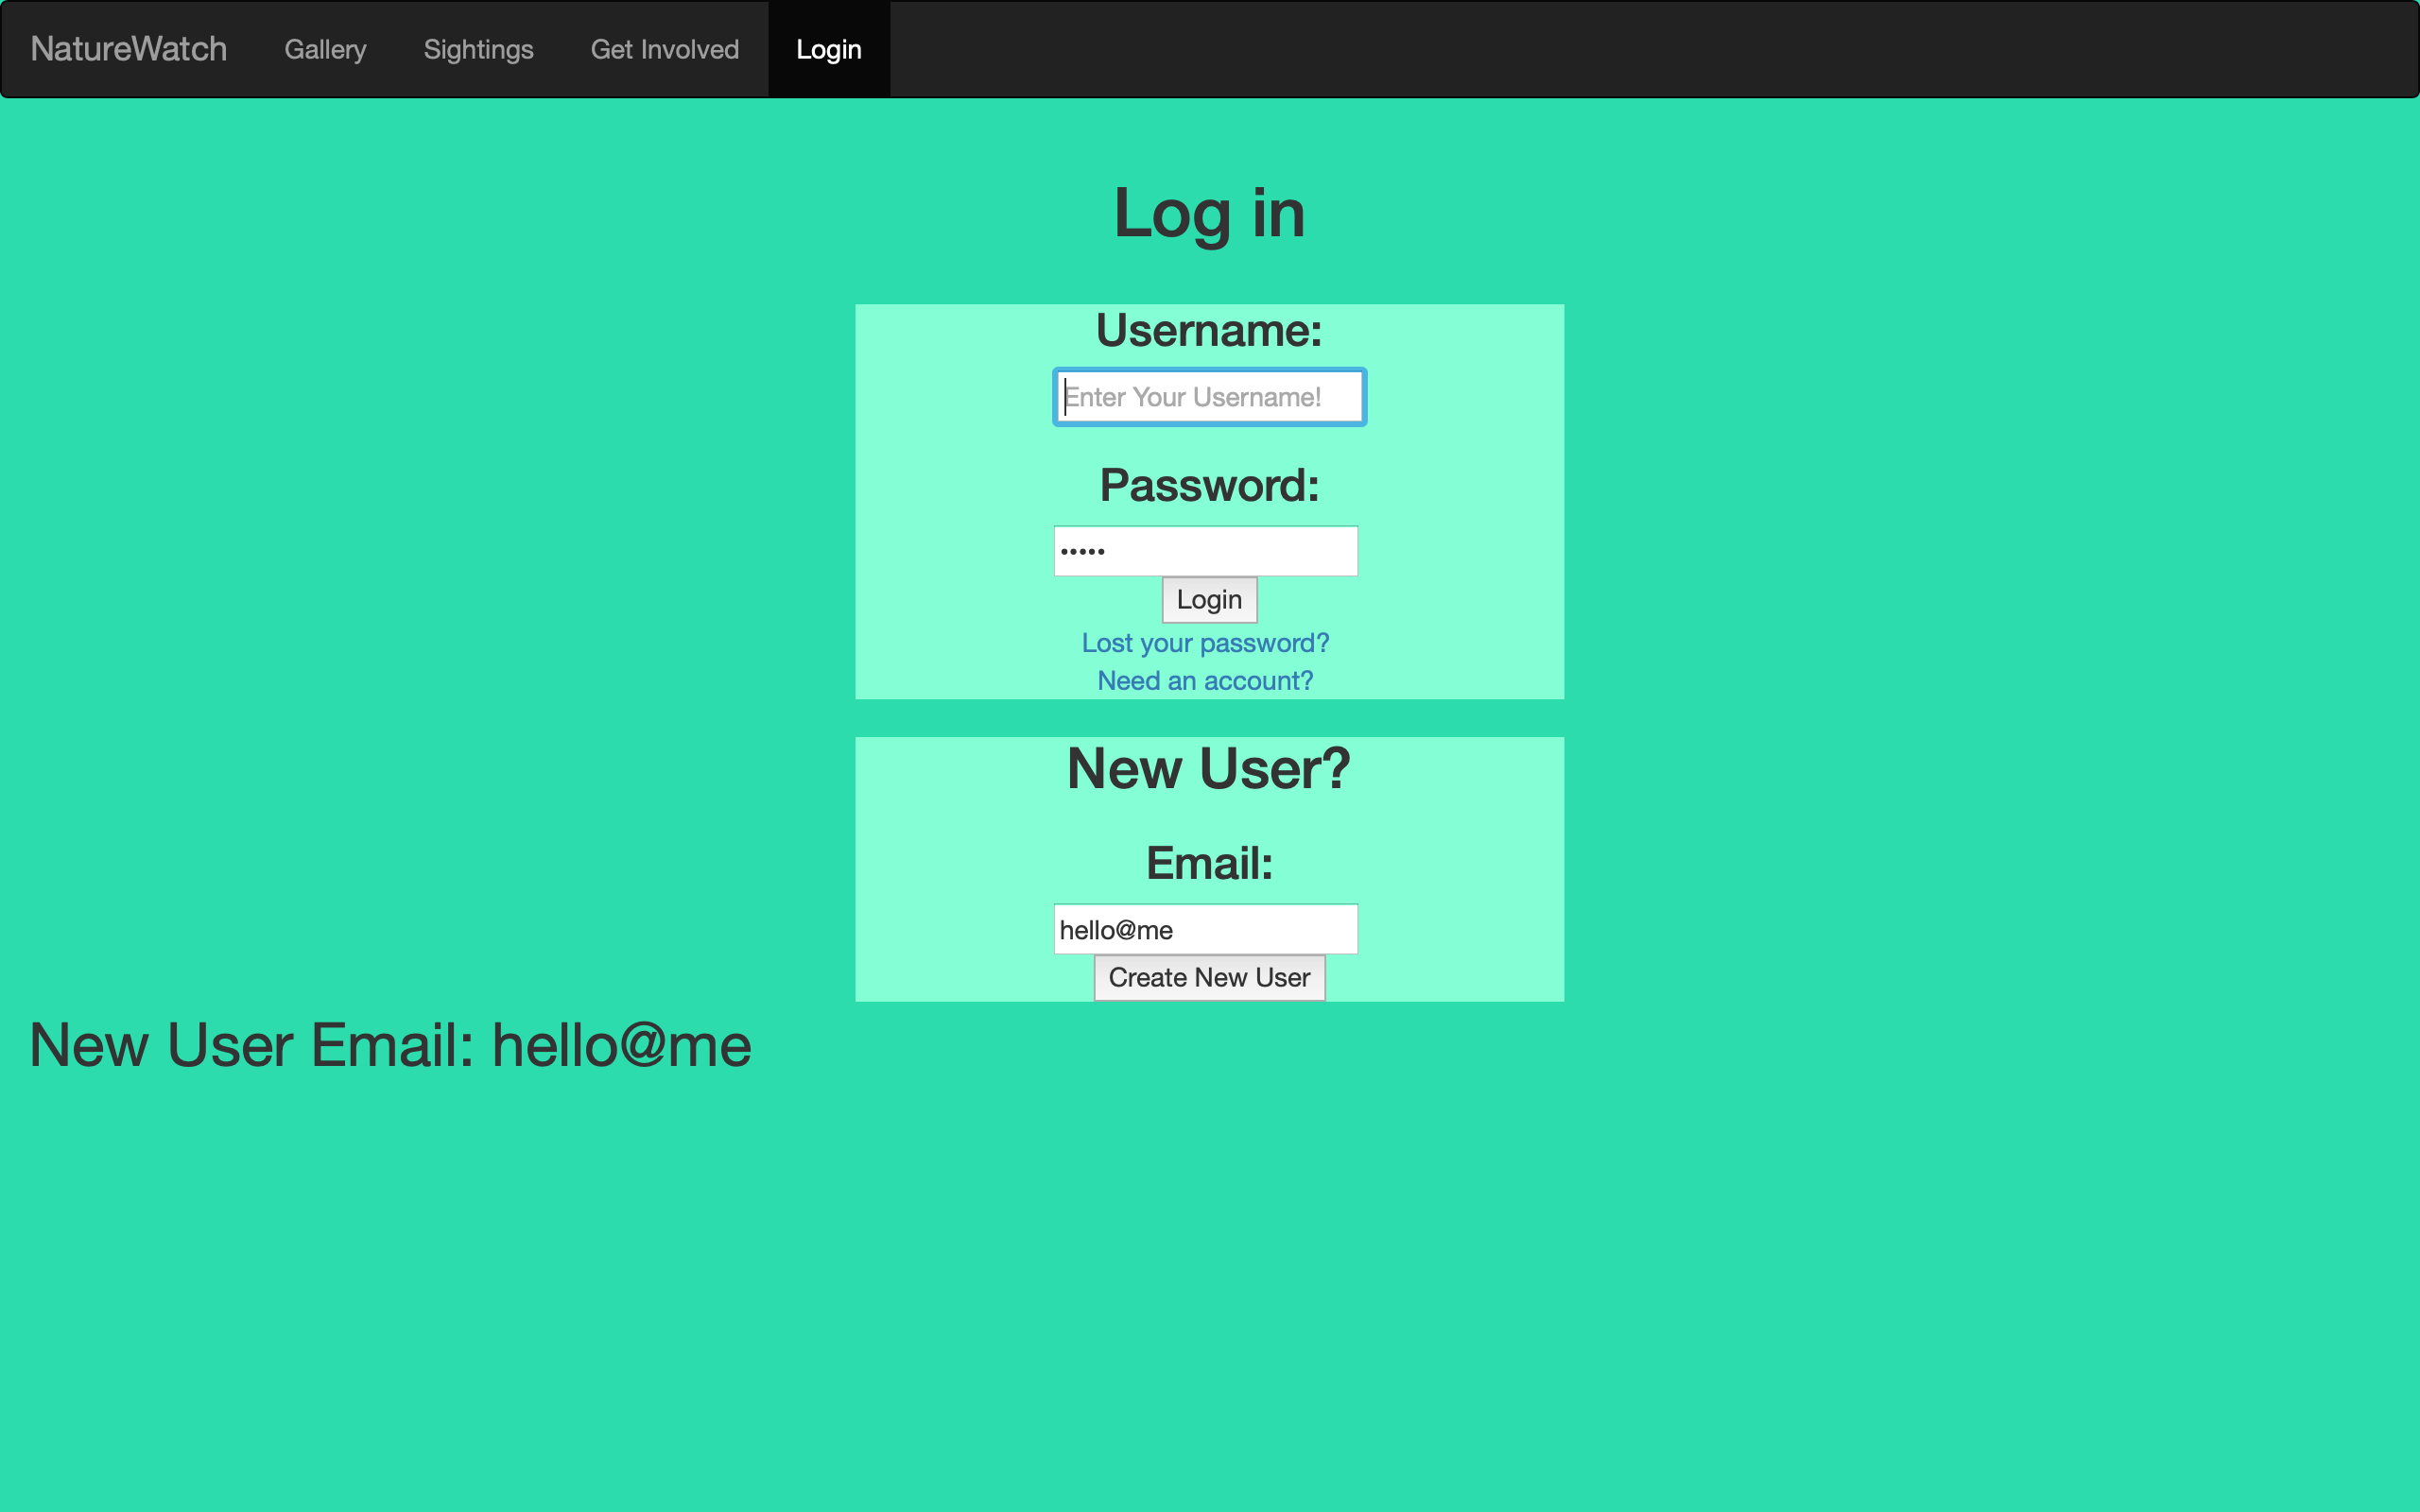 NatureWatch Gallery Sightings Get Involved Login
Log in
Username:
Enter Your Username!
Password:
•••••
Login
Lost your password?
Need an account?
New User?
Email:
hello@me
Create New User
New User Email: hello@me